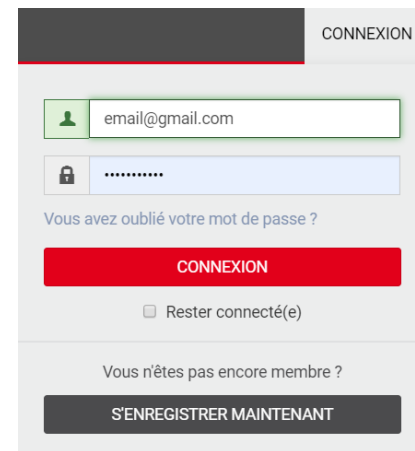 CONNEXION
email@gmail.com
•••••••••••
Vous avez oublié votre mot de passe ?
CONNEXION
Rester connecté(e)
Vous n'êtes pas encore membre ?
S'ENREGISTRER MAINTENANT